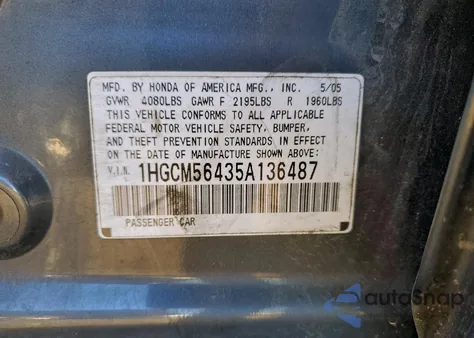 MFD. BY HONDA OF AMERICA MFG., INC. 5/05
GVWR 4080LBS GAWR F 2195LBS R 1960LBS
THIS VEHICLE CONFORMS TO ALL APPLICABLE
FEDERAL MOTOR VEHICLE SAFETY, BUMPER,
AND THEFT PREVENTION STANDARDS IN EFFECT
ON THE DATE OF MANUFACTURE SHOWN ABOVE.
V.I.N. 1HGCM56435A136487
PASSENGER CAR
autoSnap